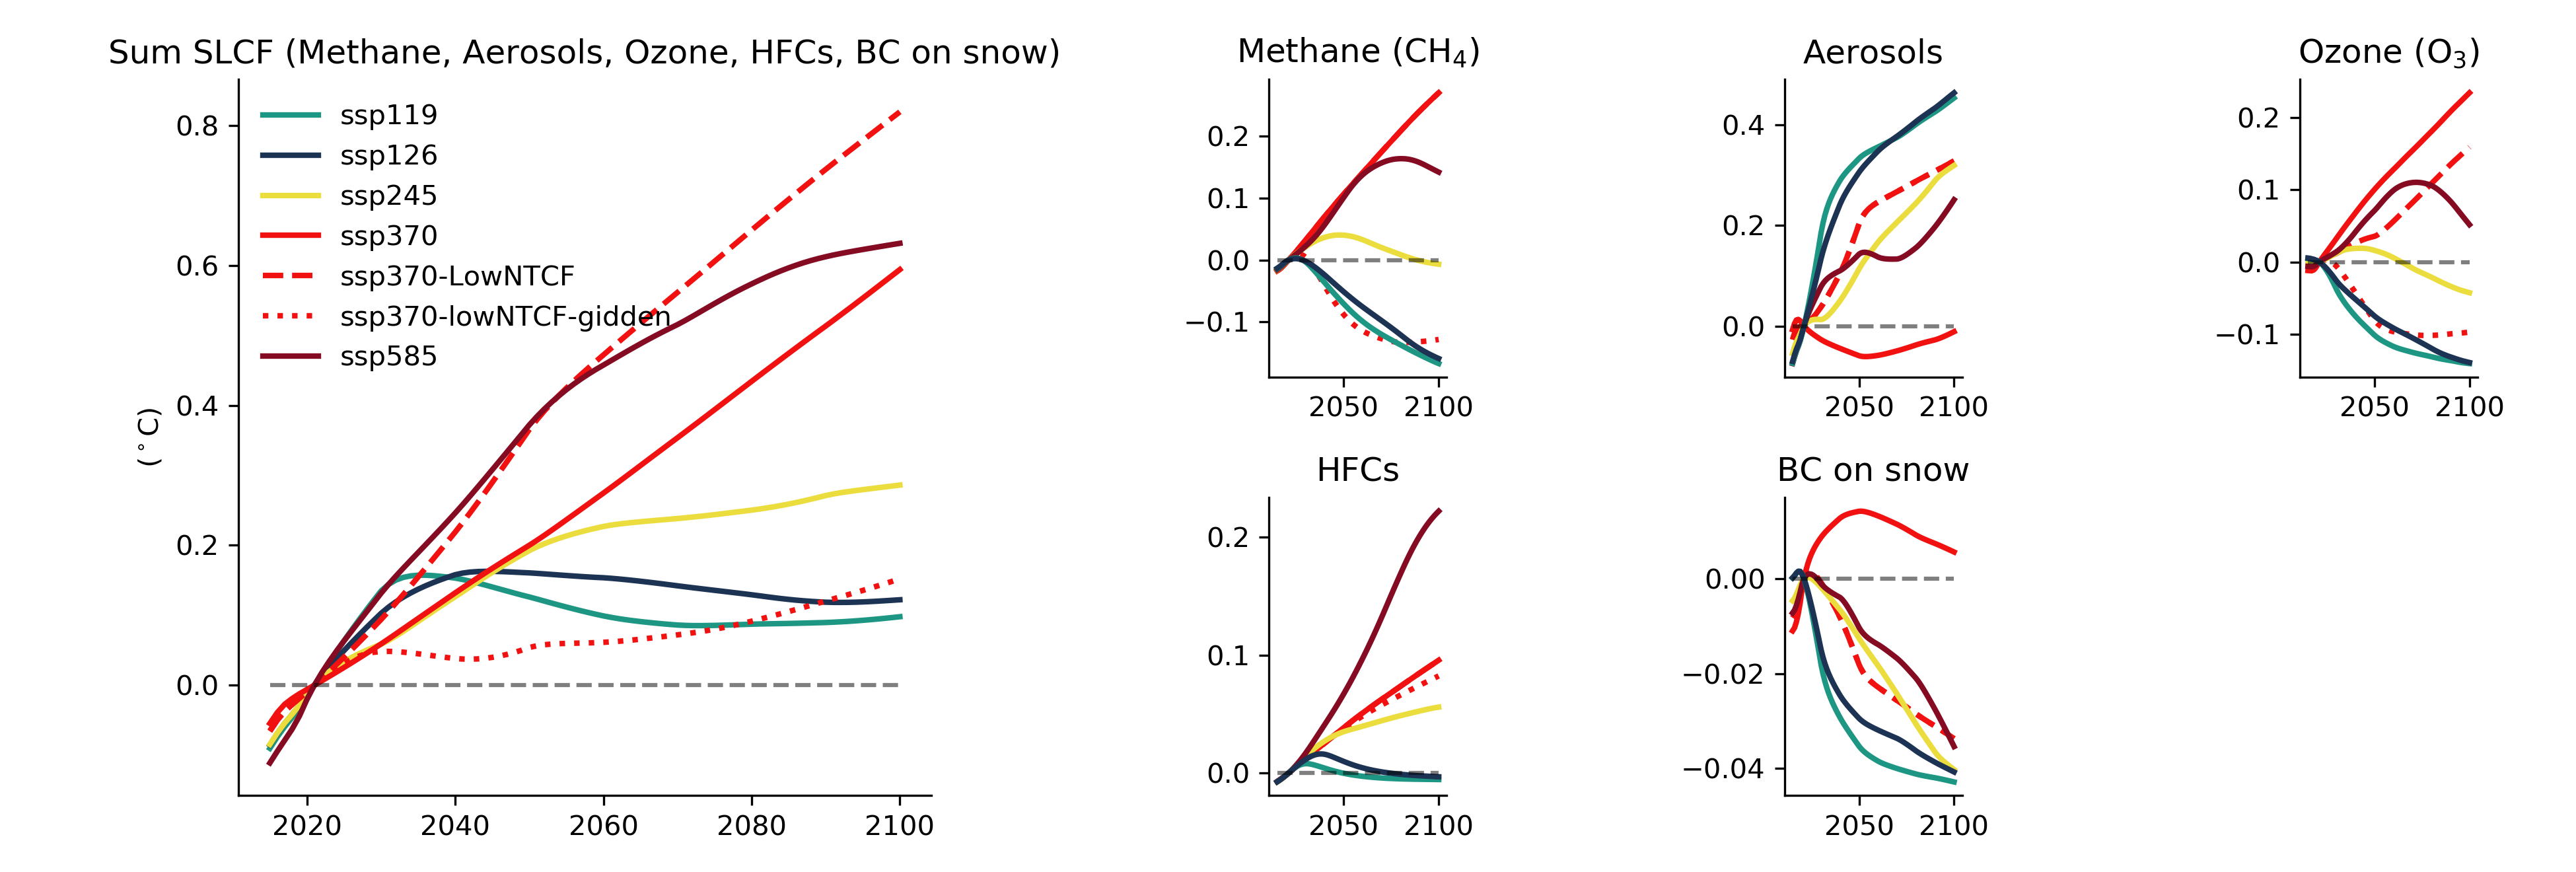 Sum SLCF (Methane, Aerosols, Ozone, HFCs, BC on snow)
(°C)
0.8
0.6
0.4
0.2
0.0
2020 2040 2060 2080 2100
ssp119
ssp126
ssp245
ssp370
ssp370-LowNTCF
ssp370-lowNTCF-gidden
ssp585
Methane (CH₄)
0.2
0.1
0.0
−0.1
2050 2100
Aerosols
0.4
0.2
0.0
2050 2100
Ozone (O₃)
0.2
0.1
0.0
−0.1
2050 2100
HFCs
0.2
0.1
0.0
2050 2100
BC on snow
0.00
−0.02
−0.04
2050 2100